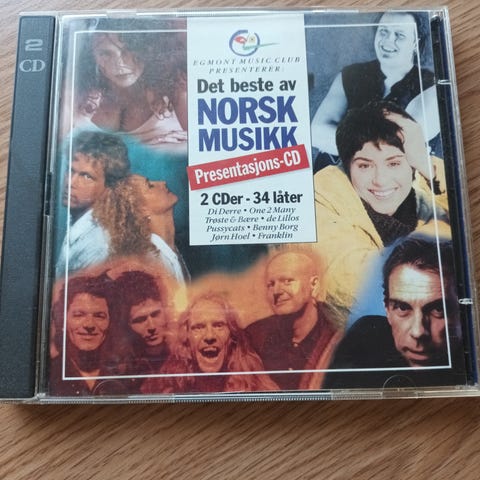 2
CD
EGMONT MUSIC CLUB
PRESENTERER:
Det beste av
NORSK
MUSIKK
Presentasjons-CD
2 CDer - 34 låter
Di Derre • One 2 Many
Trøste & Bære • de Lillos
Pussycats • Benny Borg
Jørn Hoel • Franklin